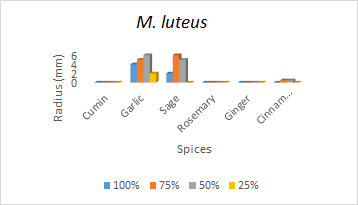 M. luteus
Radius (mm)
6
4
2
0
Cumin
Garlic
Sage
Rosemary
Ginger
Cinnam...
Spices
100% 75% 50% 25%